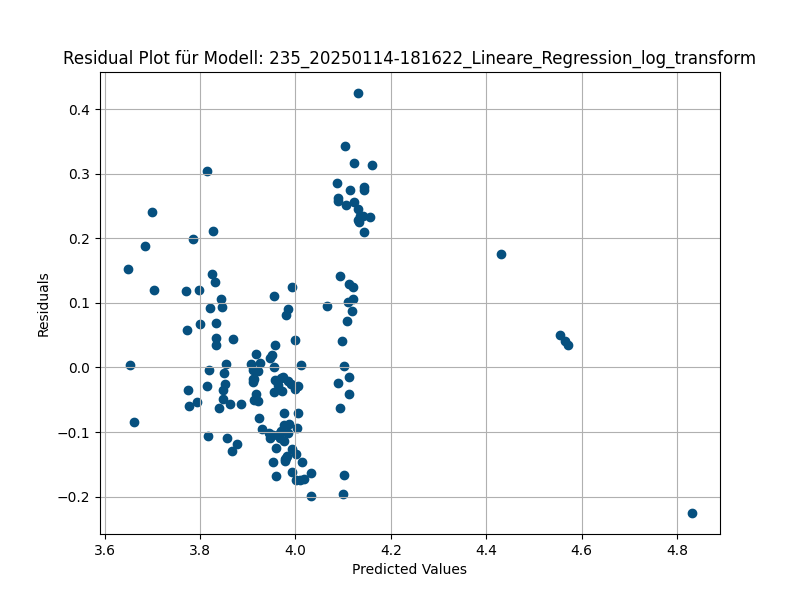 Residual Plot für Modell: 235_20250114-181622_Lineare_Regression_log_transform
Residuals
0.4
0.3
0.2
0.1
0.0
−0.1
−0.2
3.6 3.8 4.0 4.2 4.4 4.6 4.8
Predicted Values